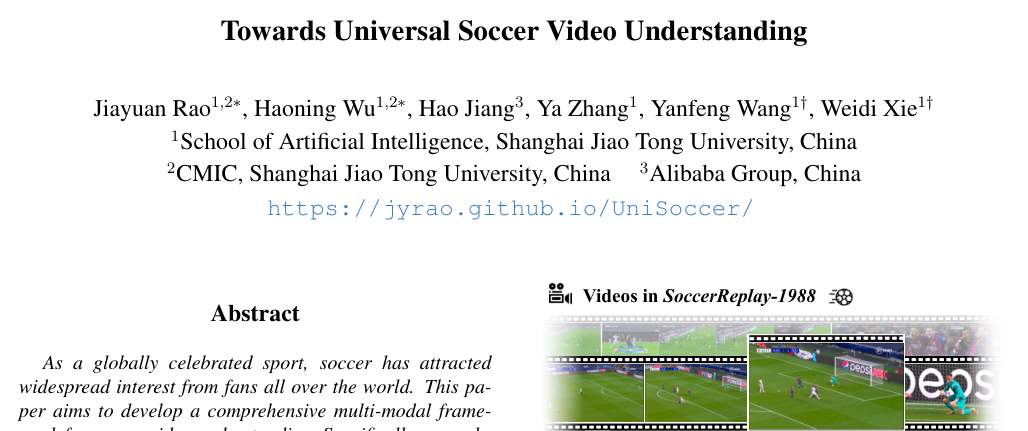 Towards Universal Soccer Video Understanding
Jiayuan Rao1,2∗, Haoning Wu1,2∗, Hao Jiang3, Ya Zhang1, Yanfeng Wang1†, Weidi Xie1†
1School of Artificial Intelligence, Shanghai Jiao Tong University, China
2CMIC, Shanghai Jiao Tong University, China 3Alibaba Group, China
https://jyrao.github.io/UniSoccer/
Abstract
As a globally celebrated sport, soccer has attracted
widespread interest from fans all over the world. This pa-
per aims to develop a comprehensive multi-modal frame-
Videos in SoccerReplay-1988
pepsi
pepsi